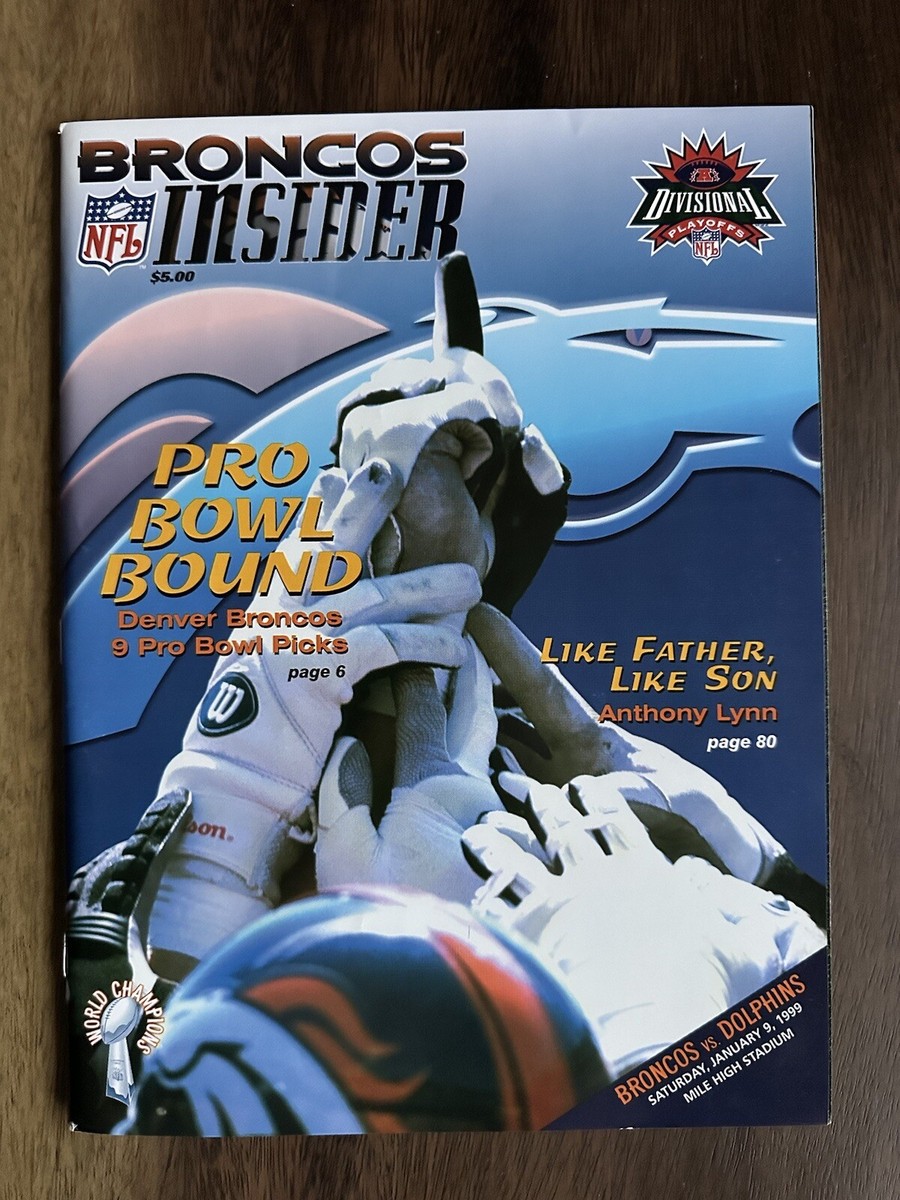 BRONCOS
INSIDER
NFL
$5.00
A
DIVISIONAL
PLAYOFFS
NFL
PRO
BOWL
BOUND
Denver Broncos
9 Pro Bowl Picks
page 6
LIKE FATHER,
LIKE SON
Anthony Lynn
page 80
W
son
WORLD CHAMPIONS
BRONCOS VS. DOLPHINS
SATURDAY, JANUARY 9, 1999
MILE HIGH STADIUM